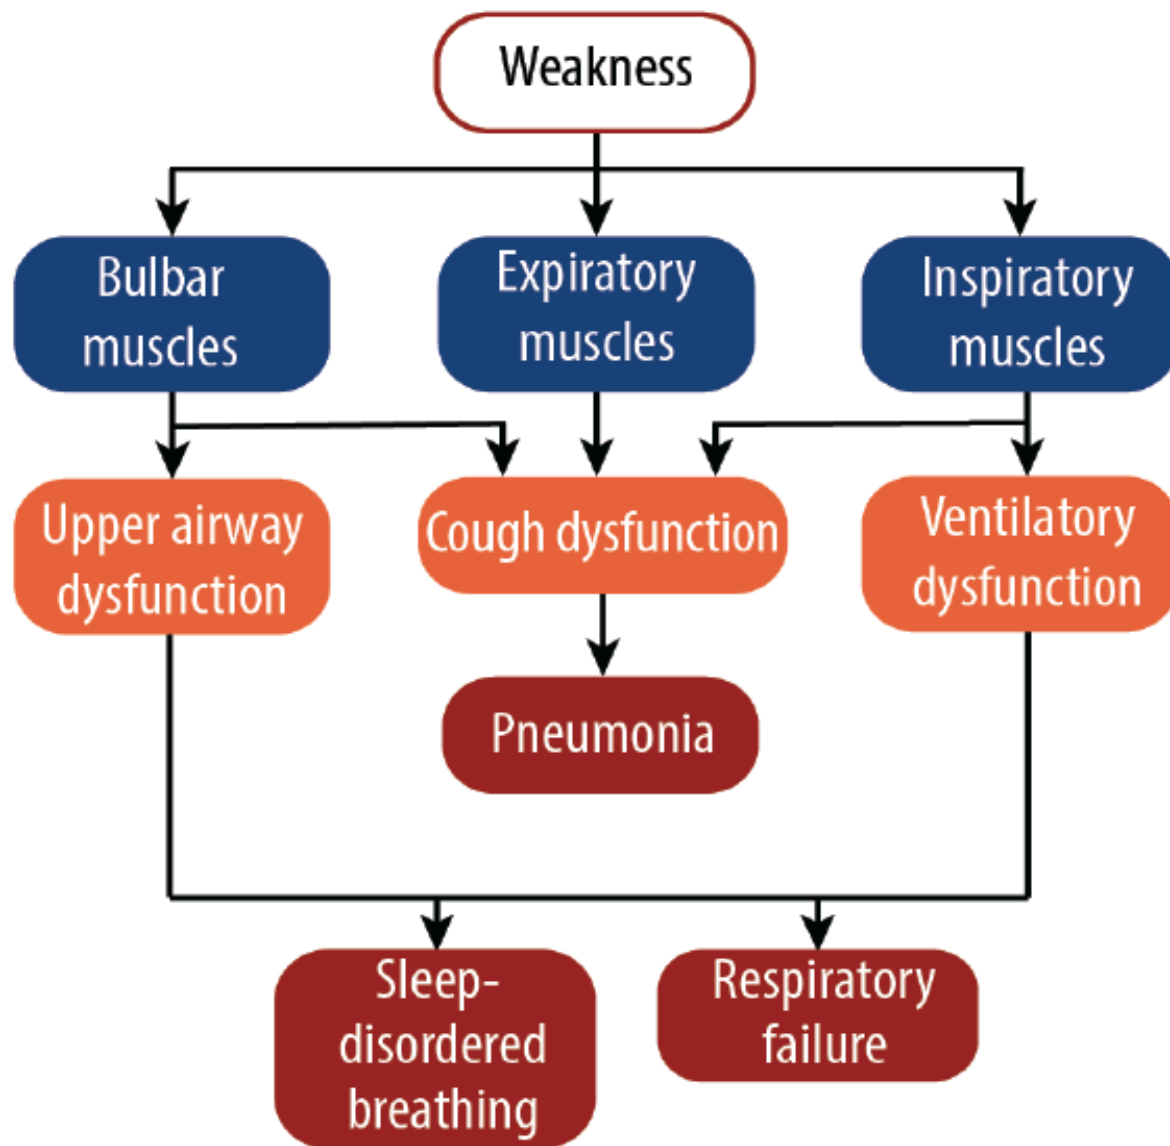 Weakness
Bulbar
muscles
Expiratory
muscles
Inspiratory
muscles
Upper airway
dysfunction
Cough dysfunction
Ventilatory
dysfunction
Pneumonia
Sleep-
disordered
breathing
Respiratory
failure